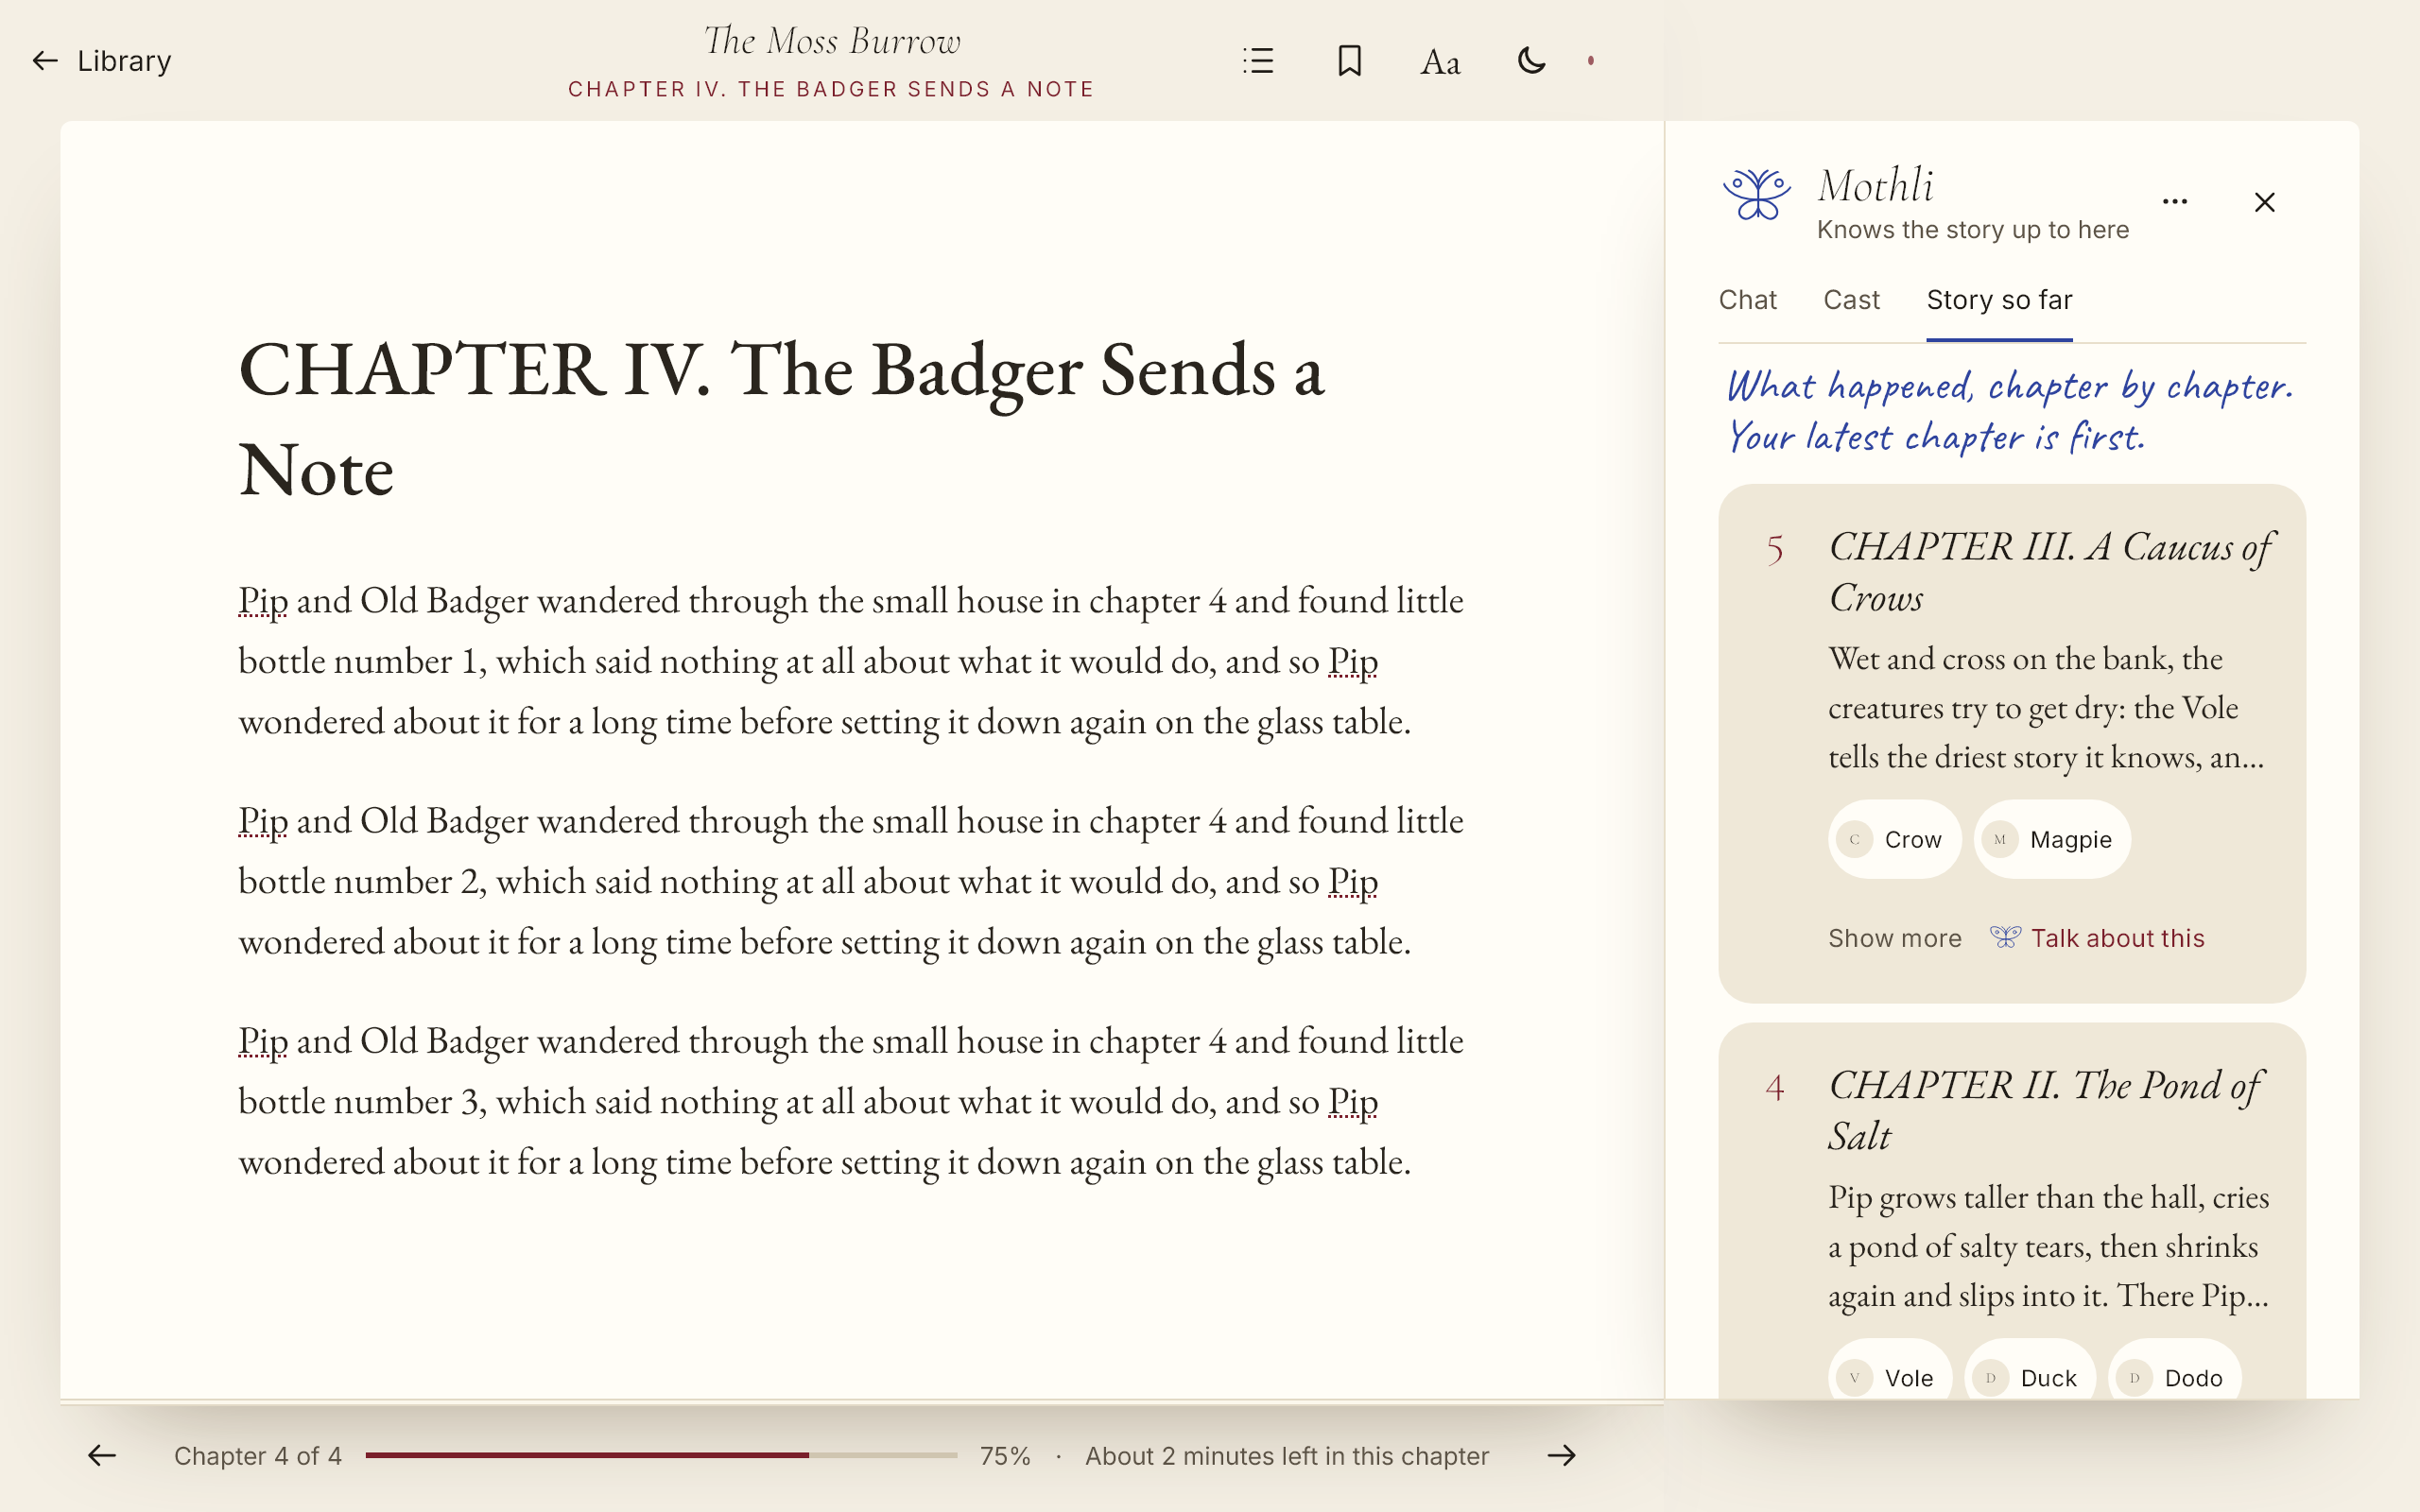 Library
The Moss Burrow
CHAPTER IV. THE BADGER SENDS A NOTE
Aa
CHAPTER IV. The Badger Sends a
Note
Pip and Old Badger wandered through the small house in chapter 4 and found little
bottle number 1, which said nothing at all about what it would do, and so Pip
wondered about it for a long time before setting it down again on the glass table.
Pip and Old Badger wandered through the small house in chapter 4 and found little
bottle number 2, which said nothing at all about what it would do, and so Pip
wondered about it for a long time before setting it down again on the glass table.
Pip and Old Badger wandered through the small house in chapter 4 and found little
bottle number 3, which said nothing at all about what it would do, and so Pip
wondered about it for a long time before setting it down again on the glass table.
Chapter 4 of 4
75% · About 2 minutes left in this chapter
Mothli
Knows the story up to here
Chat Cast Story so far
What happened, chapter by chapter.
Your latest chapter is first.
5 CHAPTER III. A Caucus of
Crows
Wet and cross on the bank, the
creatures try to get dry: the Vole
tells the driest story it knows, an...
C Crow M Magpie
Show more Talk about this
4 CHAPTER II. The Pond of
Salt
Pip grows taller than the hall, cries
a pond of salty tears, then shrinks
again and slips into it. There Pip...
V Vole D Duck D Dodo